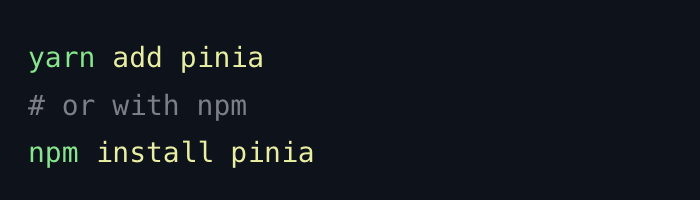 yarn add pinia
# or with npm
npm install pinia